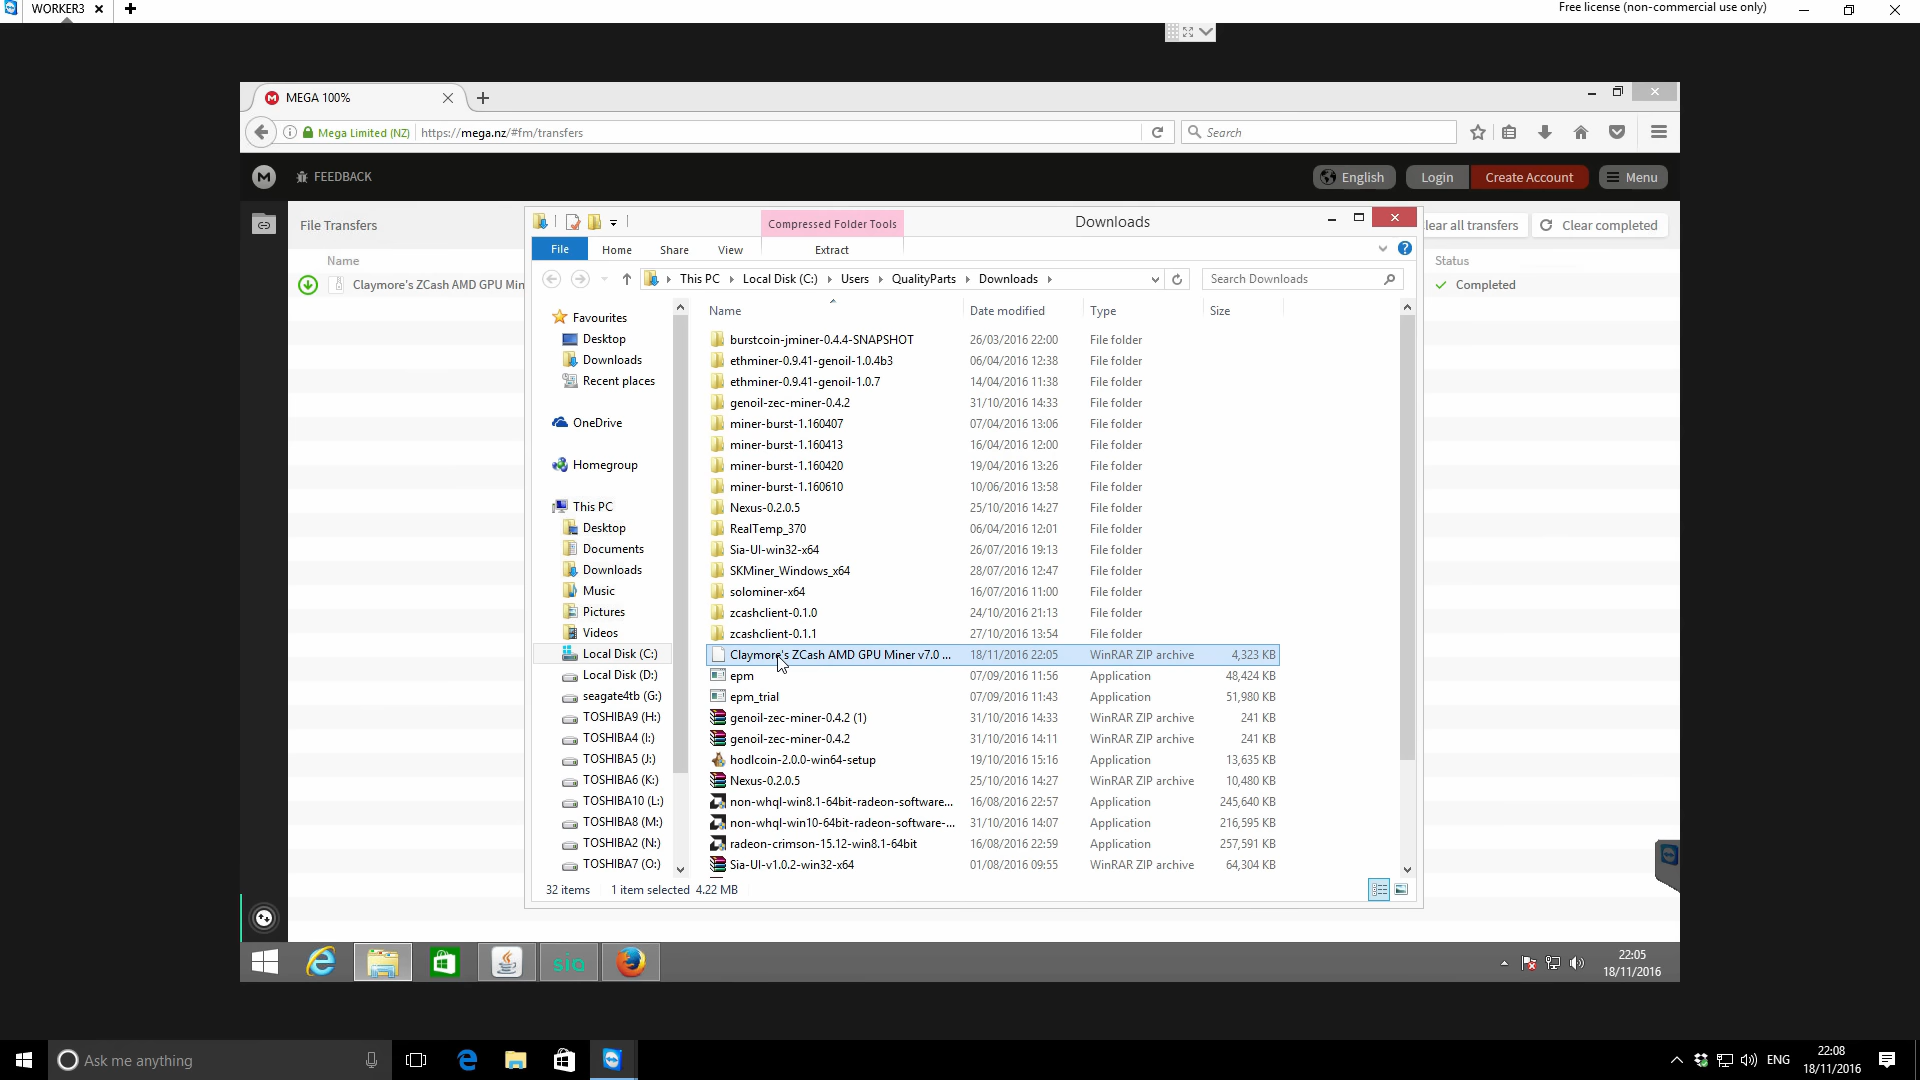 WORKER3
Free license (non-commercial use only)
MEGA 100%
Mega Limited (NZ)
https://mega.nz/#fm/transfers
Search
FEEDBACK
English
Login
Create Account
Menu
File Transfers
Compressed Folder Tools
Downloads
lear all transfers
Clear completed
File
Home
Share
View
Extract
Name
Status
This PC
Local Disk (C:)
Users
QualityParts
Downloads
Search Downloads
Claymore's ZCash AMD GPU Min
Completed
Name
Date modified
Type
Size
Favourites
Desktop
Downloads
Recent places
OneDrive
Homegroup
This PC
Desktop
Documents
Downloads
Music
Pictures
Videos
Local Disk (C:)
Local Disk (D:)
seagate4tb (G:)
TOSHIBA9 (H:)
TOSHIBA4 (I:)
TOSHIBA5 (J:)
TOSHIBA6 (K:)
TOSHIBA10 (L:)
TOSHIBA8 (M:)
TOSHIBA2 (N:)
TOSHIBA7 (O:)
burstcoin-jminer-0.4.4-SNAPSHOT 26/03/2016 22:00 File folder
ethminer-0.9.41-genoil-1.0.4b3 06/04/2016 12:38 File folder
ethminer-0.9.41-genoil-1.0.7 14/04/2016 11:38 File folder
genoil-zec-miner-0.4.2 31/10/2016 14:33 File folder
miner-burst-1.160407 07/04/2016 13:06 File folder
miner-burst-1.160413 16/04/2016 12:00 File folder
miner-burst-1.160420 19/04/2016 13:26 File folder
miner-burst-1.160610 10/06/2016 13:58 File folder
Nexus-0.2.0.5 25/10/2016 14:27 File folder
RealTemp_370 06/04/2016 12:01 File folder
Sia-UI-win32-x64 26/07/2016 19:13 File folder
SKMiner_Windows_x64 28/07/2016 12:47 File folder
solominer-x64 16/07/2016 11:00 File folder
zcashclient-0.1.0 24/10/2016 21:13 File folder
zcashclient-0.1.1 27/10/2016 13:54 File folder
Claymore's ZCash AMD GPU Miner v7.0 ... 18/11/2016 22:05 WinRAR ZIP archive 4,323 KB
epm 07/09/2016 11:56 Application 48,424 KB
epm_trial 07/09/2016 11:43 Application 51,980 KB
genoil-zec-miner-0.4.2 (1) 31/10/2016 14:33 WinRAR ZIP archive 241 KB
genoil-zec-miner-0.4.2 31/10/2016 14:11 WinRAR ZIP archive 241 KB
hodlcoin-2.0.0-win64-setup 19/10/2016 15:16 Application 13,635 KB
Nexus-0.2.0.5 25/10/2016 14:27 WinRAR ZIP archive 10,480 KB
non-whql-win8.1-64bit-radeon-software... 16/08/2016 22:57 Application 245,640 KB
non-whql-win10-64bit-radeon-software-... 31/10/2016 14:07 Application 216,595 KB
radeon-crimson-15.12-win8.1-64bit 16/08/2016 22:59 Application 257,591 KB
Sia-UI-v1.0.2-win32-x64 01/08/2016 09:55 WinRAR ZIP archive 64,304 KB
32 items 1 item selected 4.22 MB
sia
22:05
18/11/2016
Ask me anything
ENG
22:08
18/11/2016